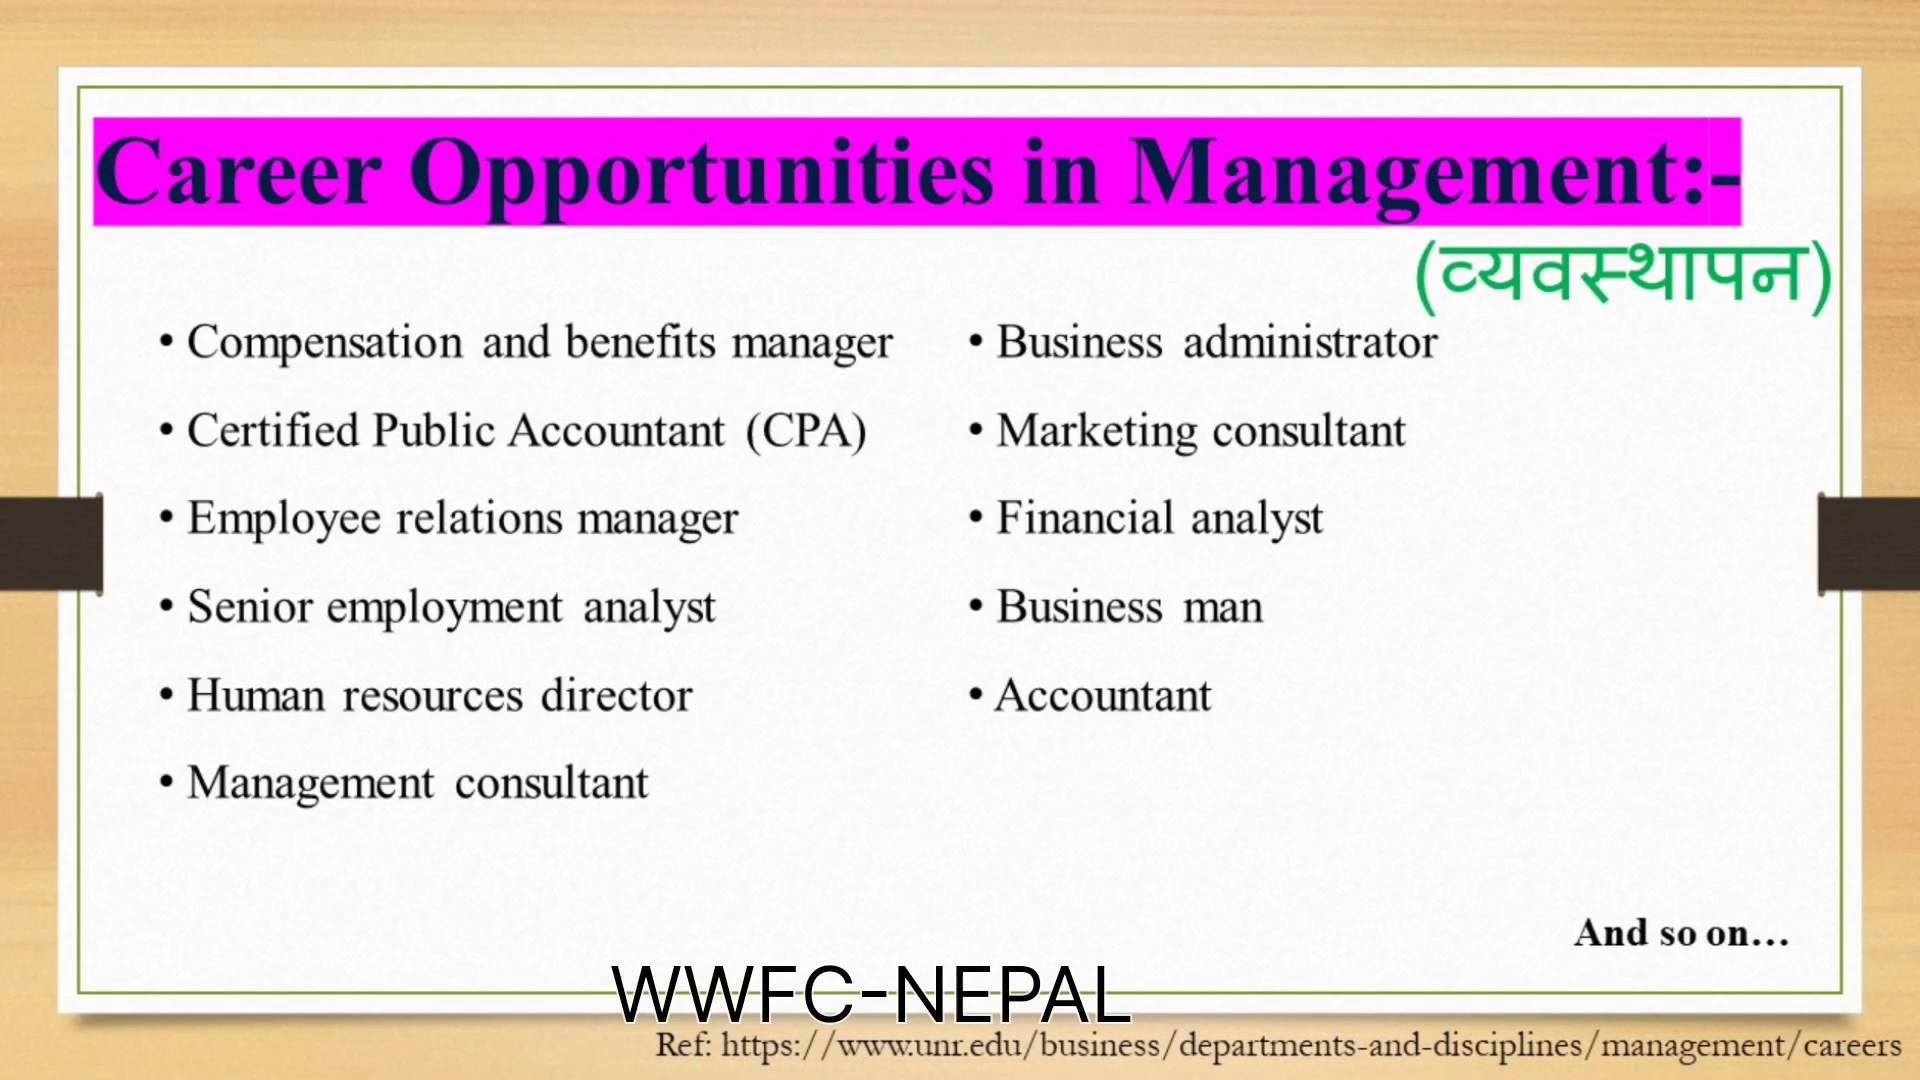 Career Opportunities in Management:-
(व्यवस्थापन)
• Compensation and benefits manager
• Certified Public Accountant (CPA)
• Employee relations manager
• Senior employment analyst
• Human resources director
• Management consultant
• Business administrator
• Marketing consultant
• Financial analyst
• Business man
• Accountant
And so on...
WWFC-NEPAL
Ref: https://www.unr.edu/business/departments-and-disciplines/management/careers